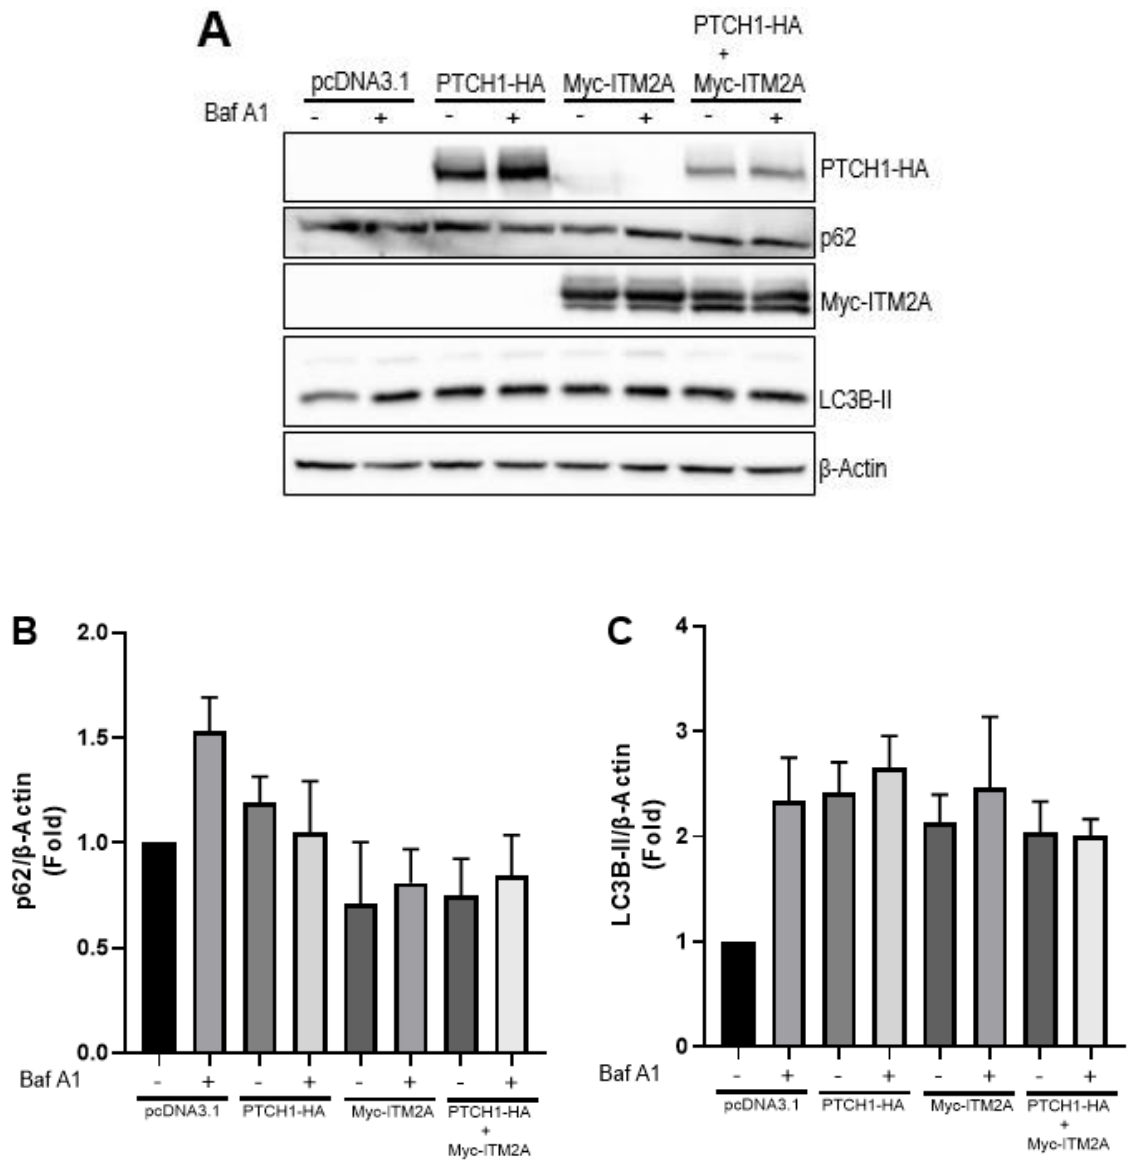 A
PTCH1-HA
+
pcDNA3.1 PTCH1-HA Myc-ITM2A Myc-ITM2A
Baf A1 - + - + - + - +
PTCH1-HA
p62
Myc-ITM2A
LC3B-II
β-Actin
B
p62/β-Actin
(Fold)
2.0
1.5
1.0
0.5
0.0
Baf A1 - + - + - + - +
pcDNA3.1 PTCH1-HA Myc-ITM2A PTCH1-HA
+
Myc-ITM2A
C
LC3B-II/β-Actin
(Fold)
4
3
2
1
0
Baf A1 - + - + - + - +
pcDNA3.1 PTCH1-HA Myc-ITM2A PTCH1-HA
+
Myc-ITM2A